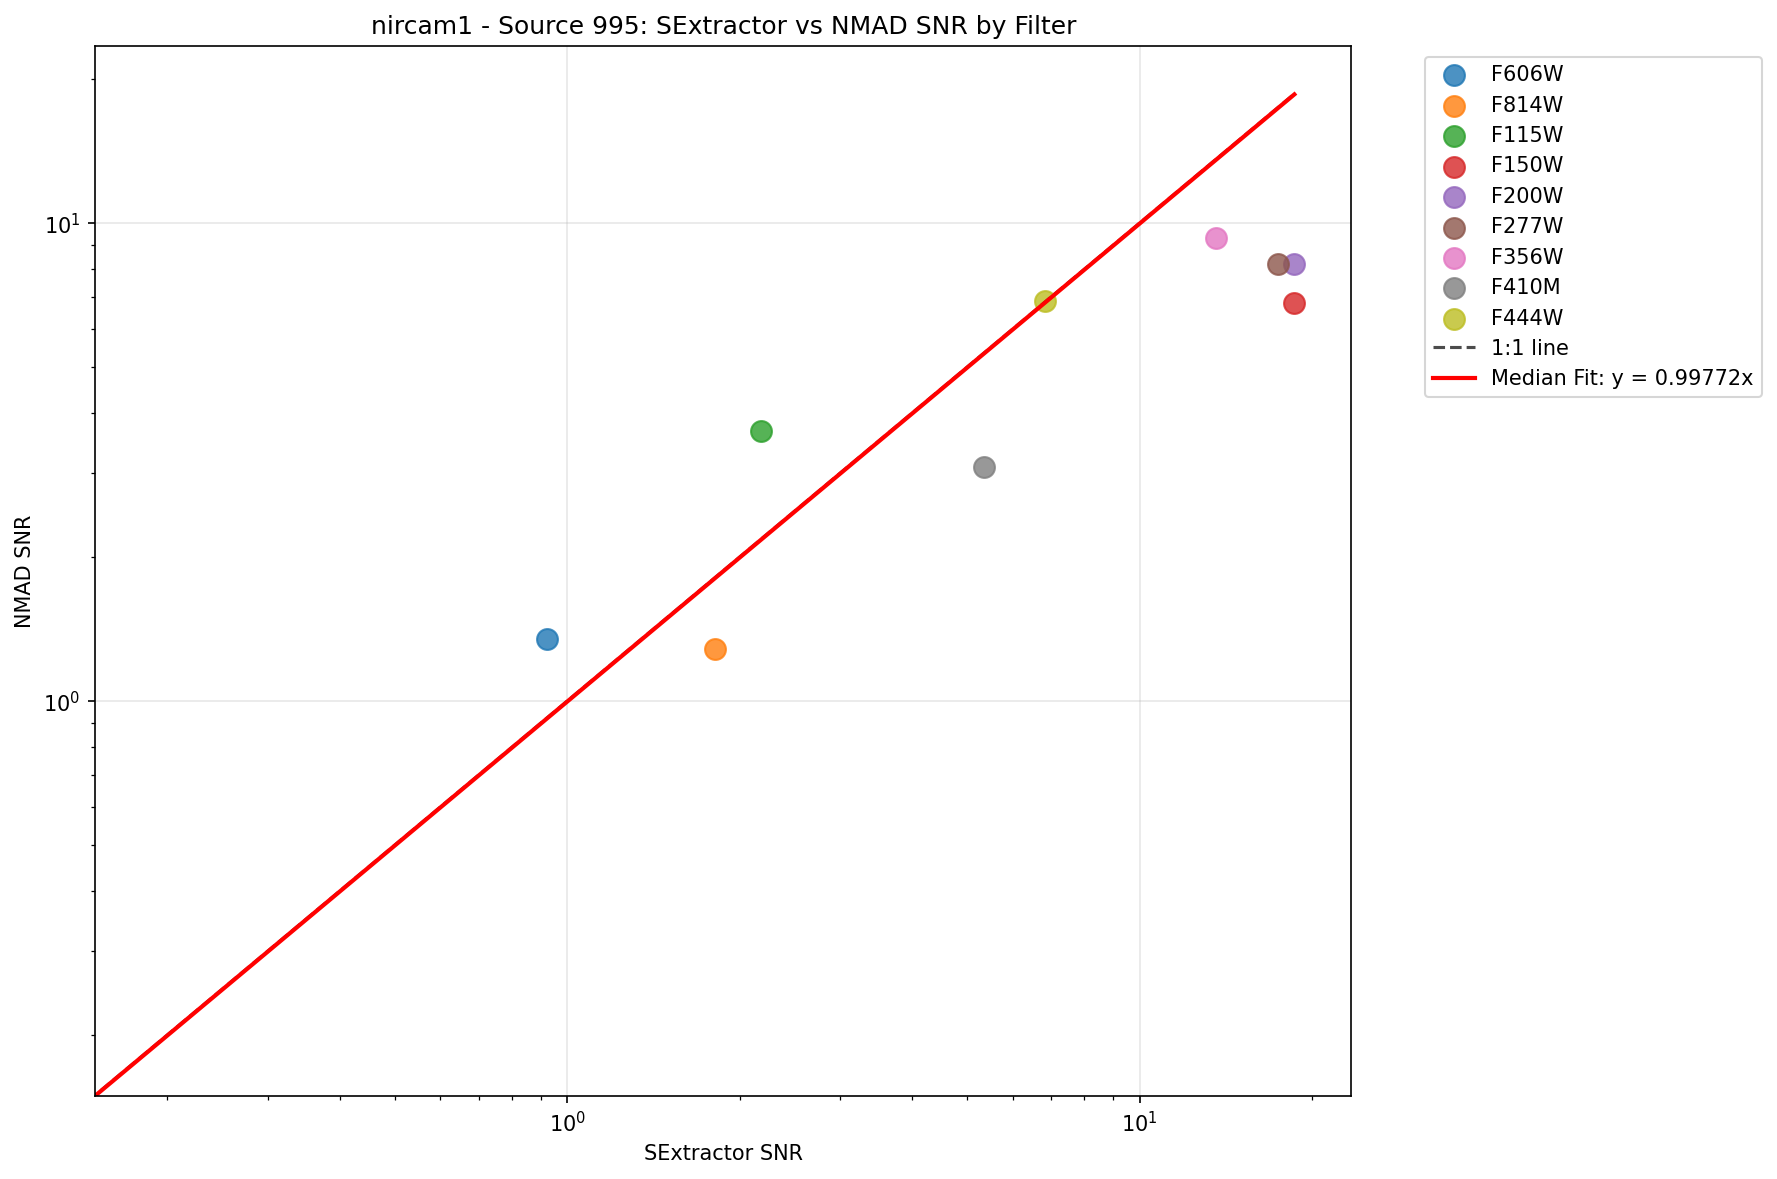 nircam1 - Source 995: SExtractor vs NMAD SNR by Filter
F606W
F814W
F115W
F150W
F200W
F277W
F356W
F410M
F444W
1:1 line
Median Fit: y = 0.99772x
NMAD SNR
10¹
10⁰
10⁰
10¹
SExtractor SNR